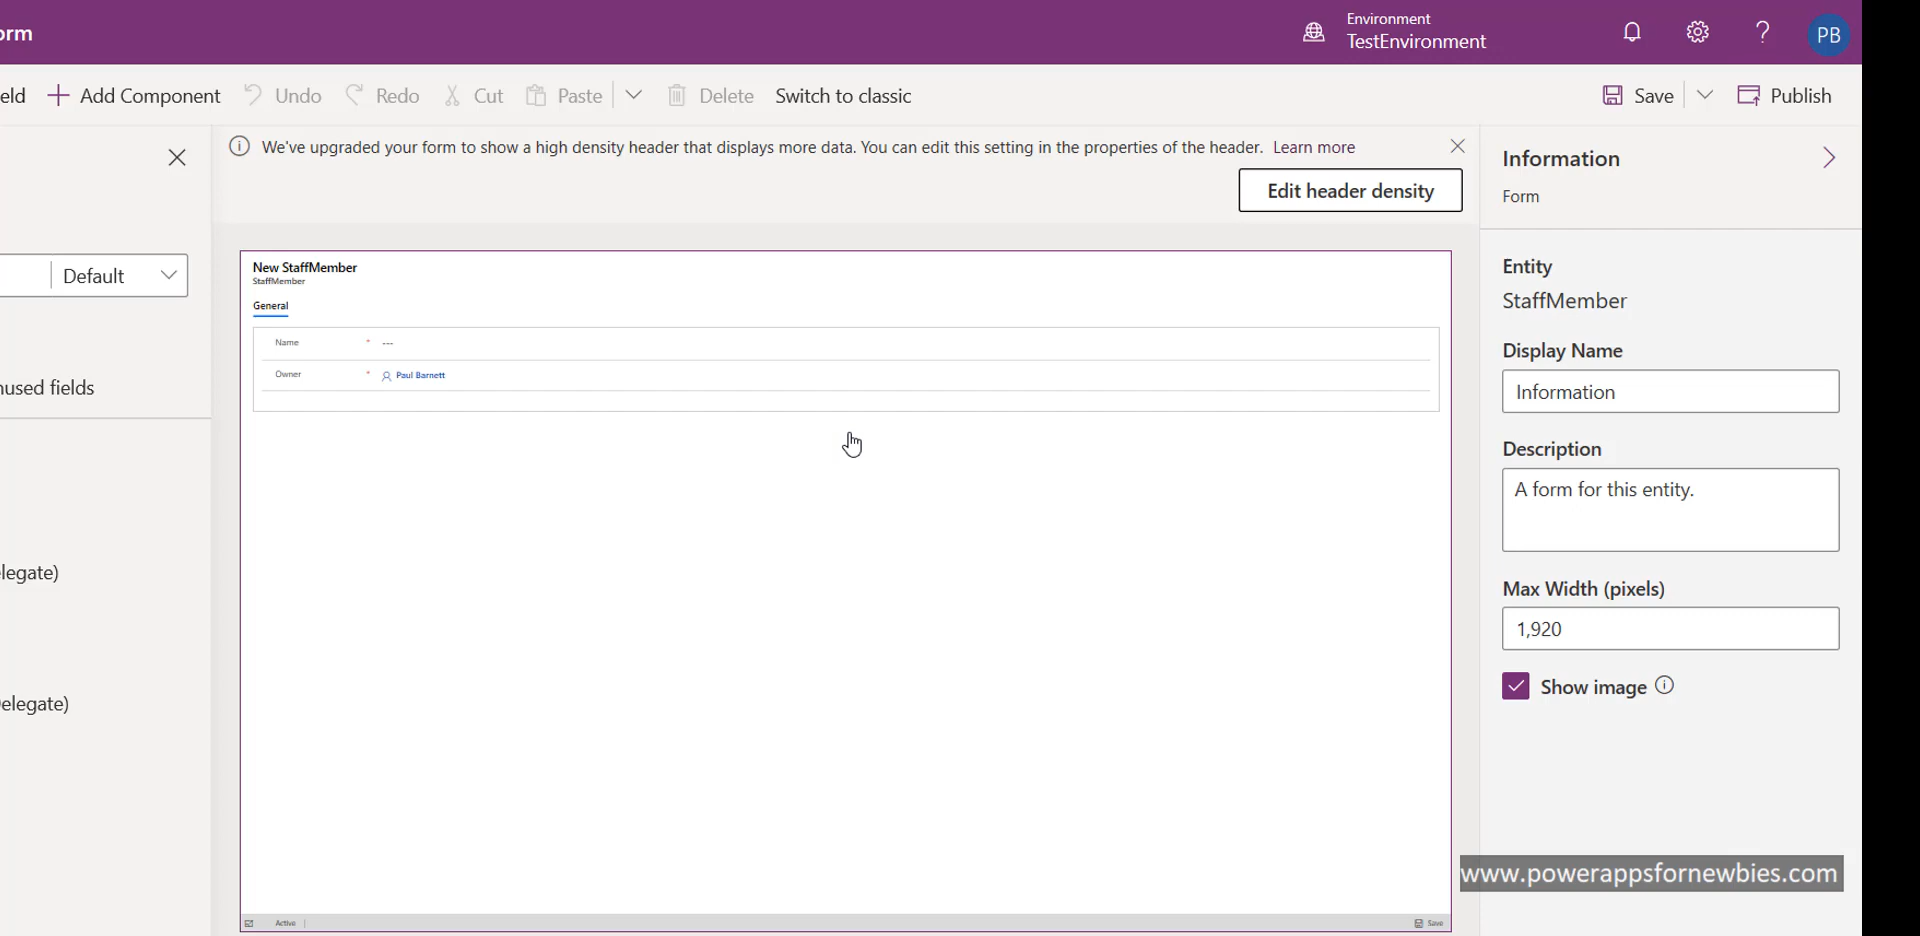 orm
Environment
TestEnvironment
PB
eld
Add Component
Undo
Redo
Cut
Paste
Delete
Switch to classic
Save
Publish
We've upgraded your form to show a high density header that displays more data. You can edit this setting in the properties of the header. Learn more
Edit header density
Default
nused fields
legate)
elegate)
New StaffMember
StaffMember
General
Name * ---
Owner * Paul Barnett
Active
Save
Information
Form
Entity
StaffMember
Display Name
Information
Description
A form for this entity.
Max Width (pixels)
1,920
Show image
www.powerappsfornewbies.com